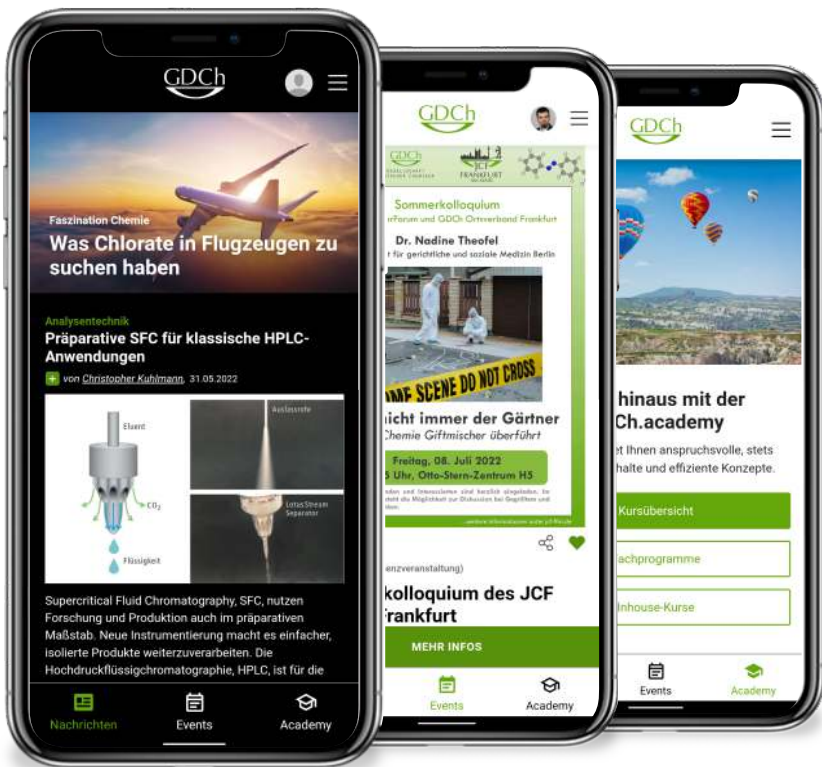 GDCh
Faszination Chemie
Was Chlorate in Flugzeugen zu
suchen haben
Analysentechnik
Präparative SFC für klassische HPLC-
Anwendungen
von Christopher Kuhlmann, 31.05.2022
Eluent
CO₂
Flüssigkeit
Auslassrohr
LotusStream
Separator
Supercritical Fluid Chromatography, SFC, nutzen
Forschung und Produktion auch im präparativen
Maßstab. Neue Instrumentierung macht es einfacher,
isolierte Produkte weiterzuverarbeiten. Die
Hochdruckflüssigchromatographie, HPLC, ist für die
Nachrichten
Events
Academy
GDCh
GDCh
JCF
FRANKFURT
Sommerkolloquium
und GDCh Ortsverband Frankfurt
Dr. Nadine Theofel
t für gerichtliche und soziale Medizin Berlin
SCENE DO NOT CROSS
icht immer der Gärtner
Chemie Giftmischer überführt
Freitag, 08. Juli 2022
Uhr, Otto-Stern-Zentrum H5
enzveranstaltung)
kolloquium des JCF
Frankfurt
MEHR INFOS
Events
Academy
GDCh
hinaus mit der
Ch.academy
et Ihnen anspruchsvolle, stets
halte und effiziente Konzepte.
Kursübersicht
achprogramme
Inhouse-Kurse
Events
Academy